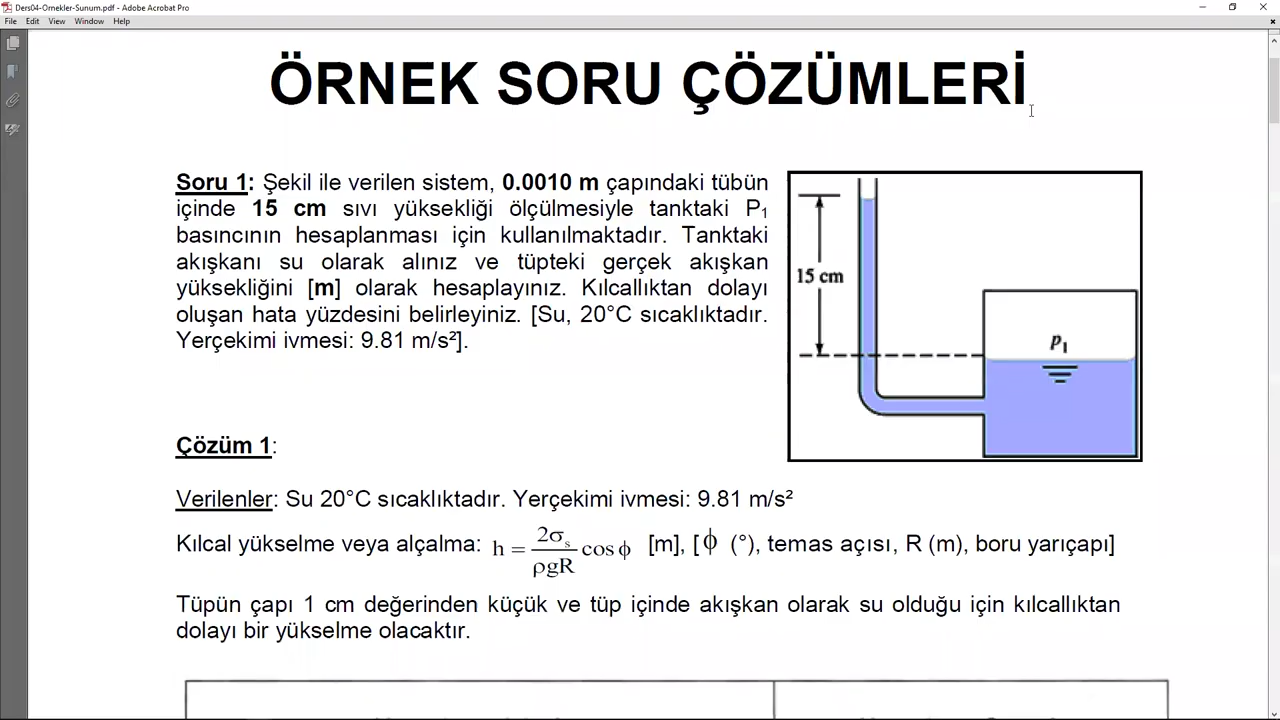 Ders04-Ornekler-Sunum.pdf - Adobe Acrobat Pro
File Edit View Window Help
ÖRNEK SORU ÇÖZÜMLERİ
Soru 1: Şekil ile verilen sistem, 0.0010 m çapındaki tübün
içinde 15 cm sıvı yüksekliği ölçülmesiyle tanktaki P₁
basıncının hesaplanması için kullanılmaktadır. Tanktaki
akışkanı su olarak alınız ve tüpteki gerçek akışkan
yüksekliğini [m] olarak hesaplayınız. Kılcallıktan dolayı
oluşan hata yüzdesini belirleyiniz. [Su, 20°C sıcaklıktadır.
Yerçekimi ivmesi: 9.81 m/s²].
15 cm
p₁
Çözüm 1:
Verilenler: Su 20°C sıcaklıktadır. Yerçekimi ivmesi: 9.81 m/s²
Kılcal yükselme veya alçalma: h = 2σₛ/ρgR cos ϕ [m], [ϕ (°), temas açısı, R (m), boru yarıçapı]
Tüpün çapı 1 cm değerinden küçük ve tüp içinde akışkan olarak su olduğu için kılcallıktan
dolayı bir yükselme olacaktır.